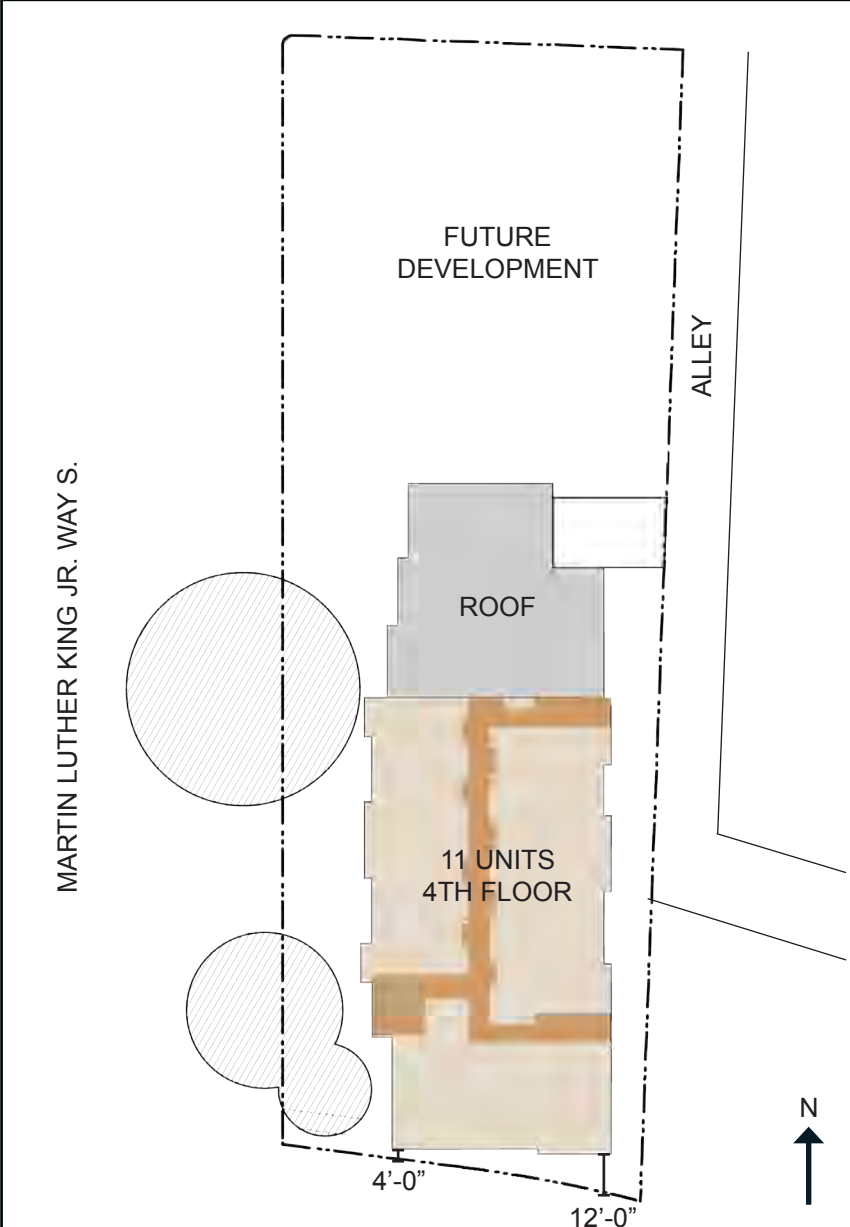 FUTURE
DEVELOPMENT
ALLEY
MARTIN LUTHER KING JR. WAY S.
ROOF
11 UNITS
4TH FLOOR
N
4’-0”
12’-0”